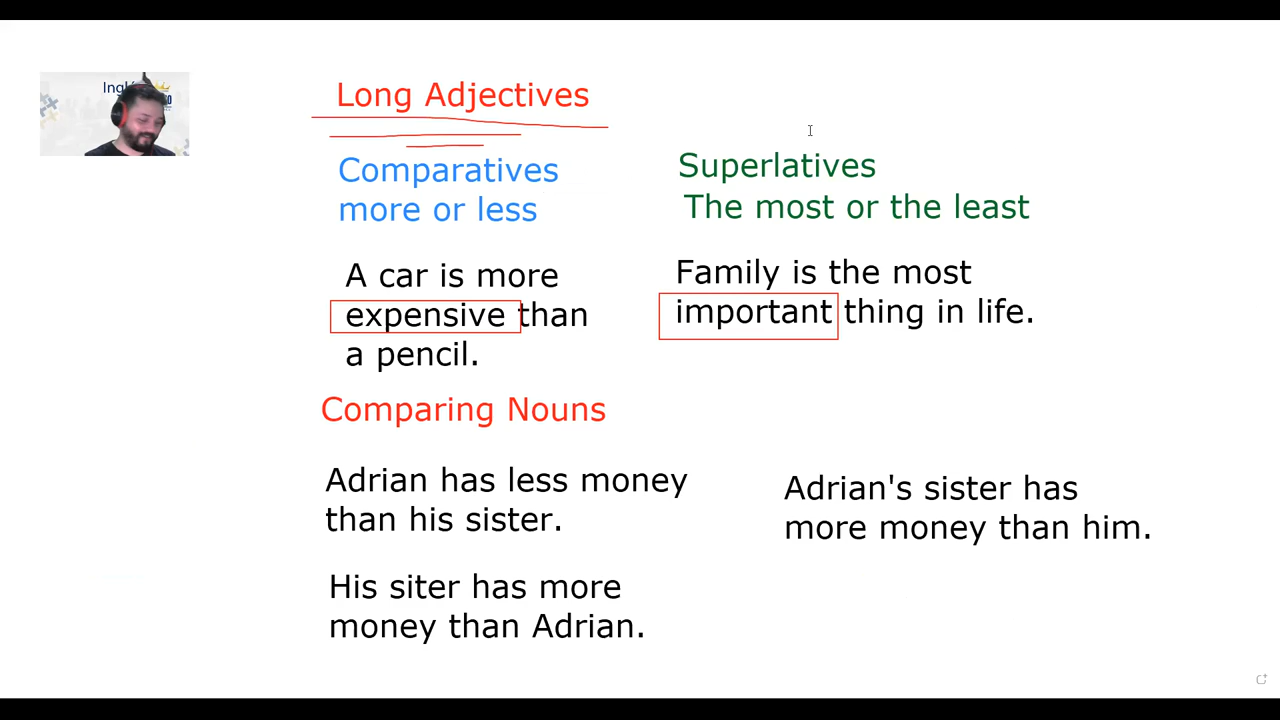 Long Adjectives
Comparatives
more or less
Superlatives
The most or the least
A car is more
expensive than
a pencil.
Family is the most
important thing in life.
Comparing Nouns
Adrian has less money
than his sister.
Adrian's sister has
more money than him.
His siter has more
money than Adrian.